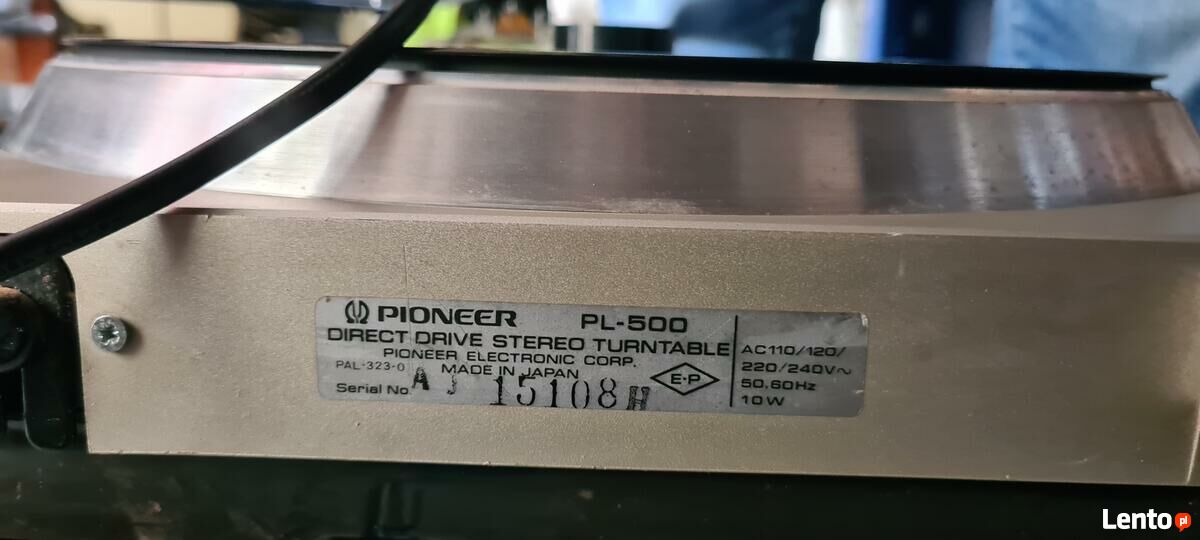 PIONEER PL-500
DIRECT DRIVE STEREO TURNTABLE
PIONEER ELECTRONIC CORP.
PAL-323-0 MADE IN JAPAN
Serial No. AJ 15108H
E·P
AC110/120/
220/240V~
50,60Hz
10W
Lento pl